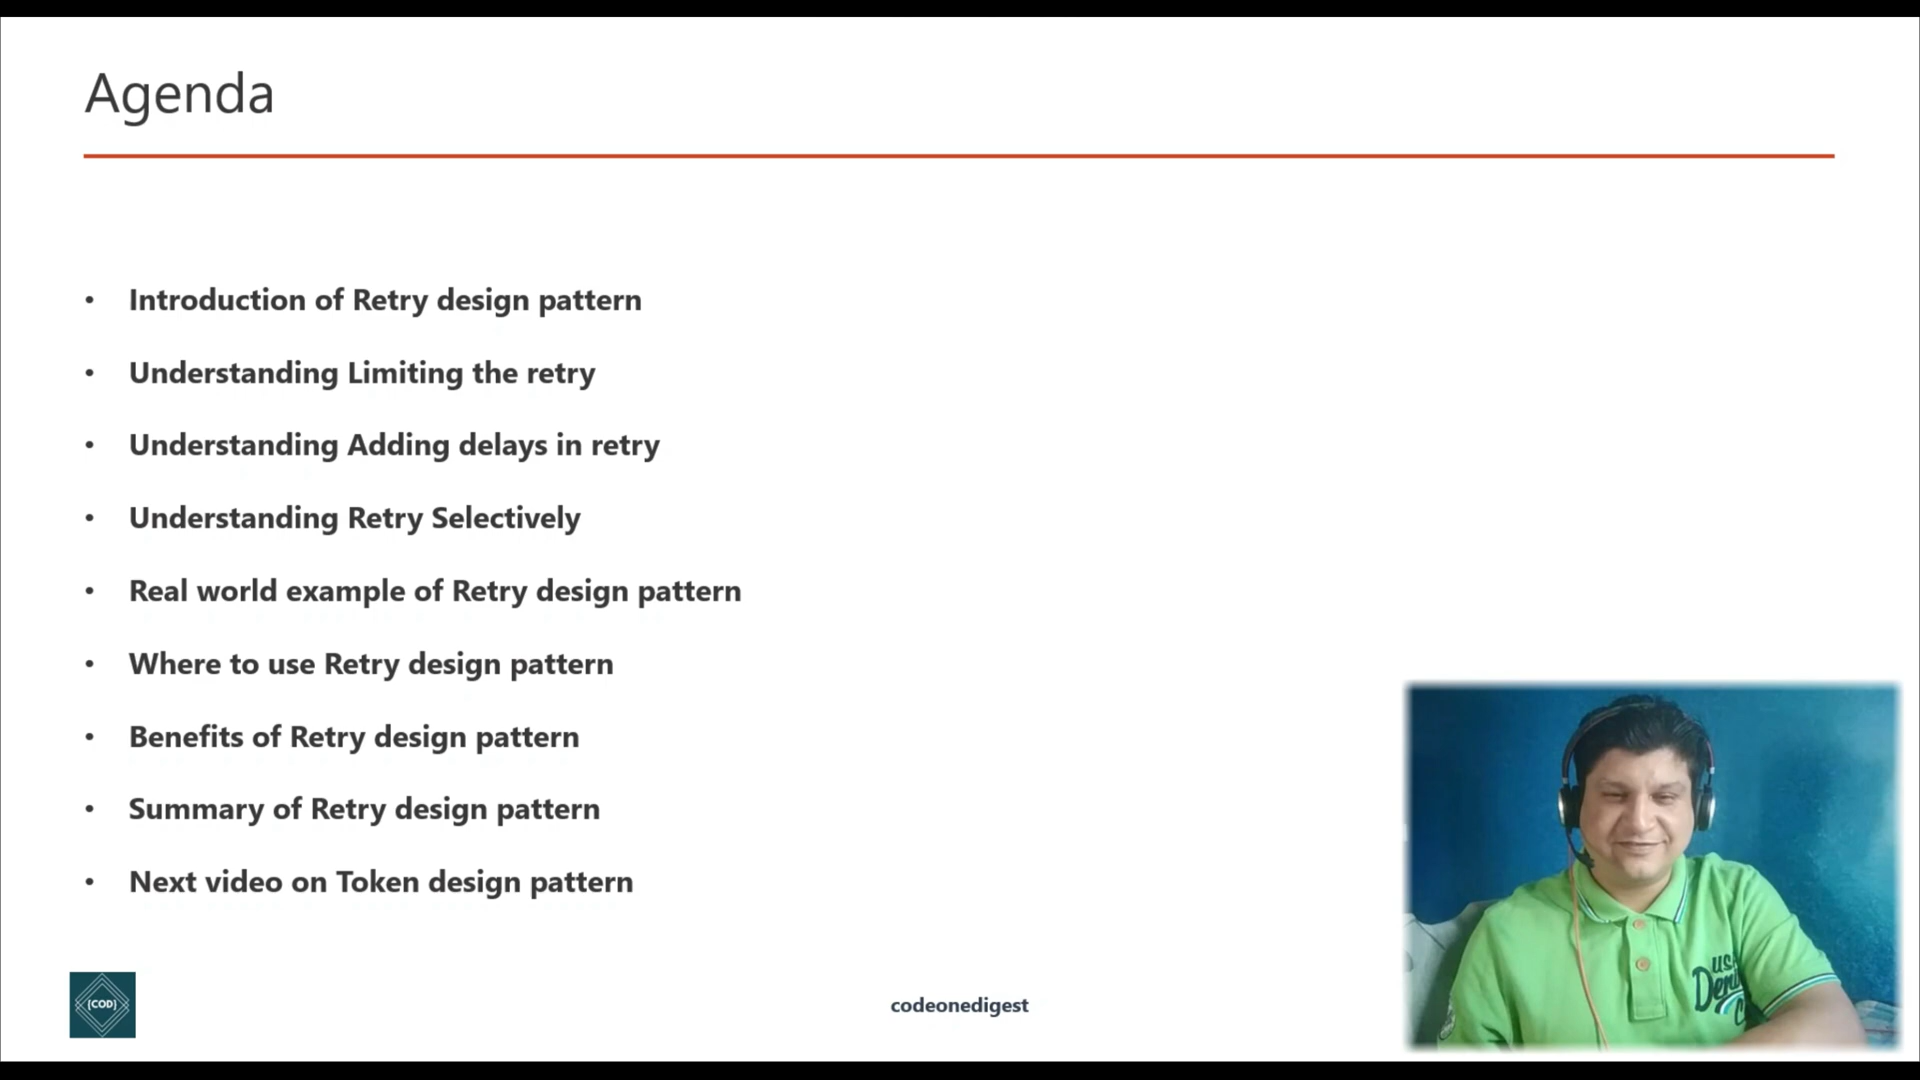 Agenda
• Introduction of Retry design pattern
• Understanding Limiting the retry
• Understanding Adding delays in retry
• Understanding Retry Selectively
• Real world example of Retry design pattern
• Where to use Retry design pattern
• Benefits of Retry design pattern
• Summary of Retry design pattern
• Next video on Token design pattern
{COD}
codeonedigest